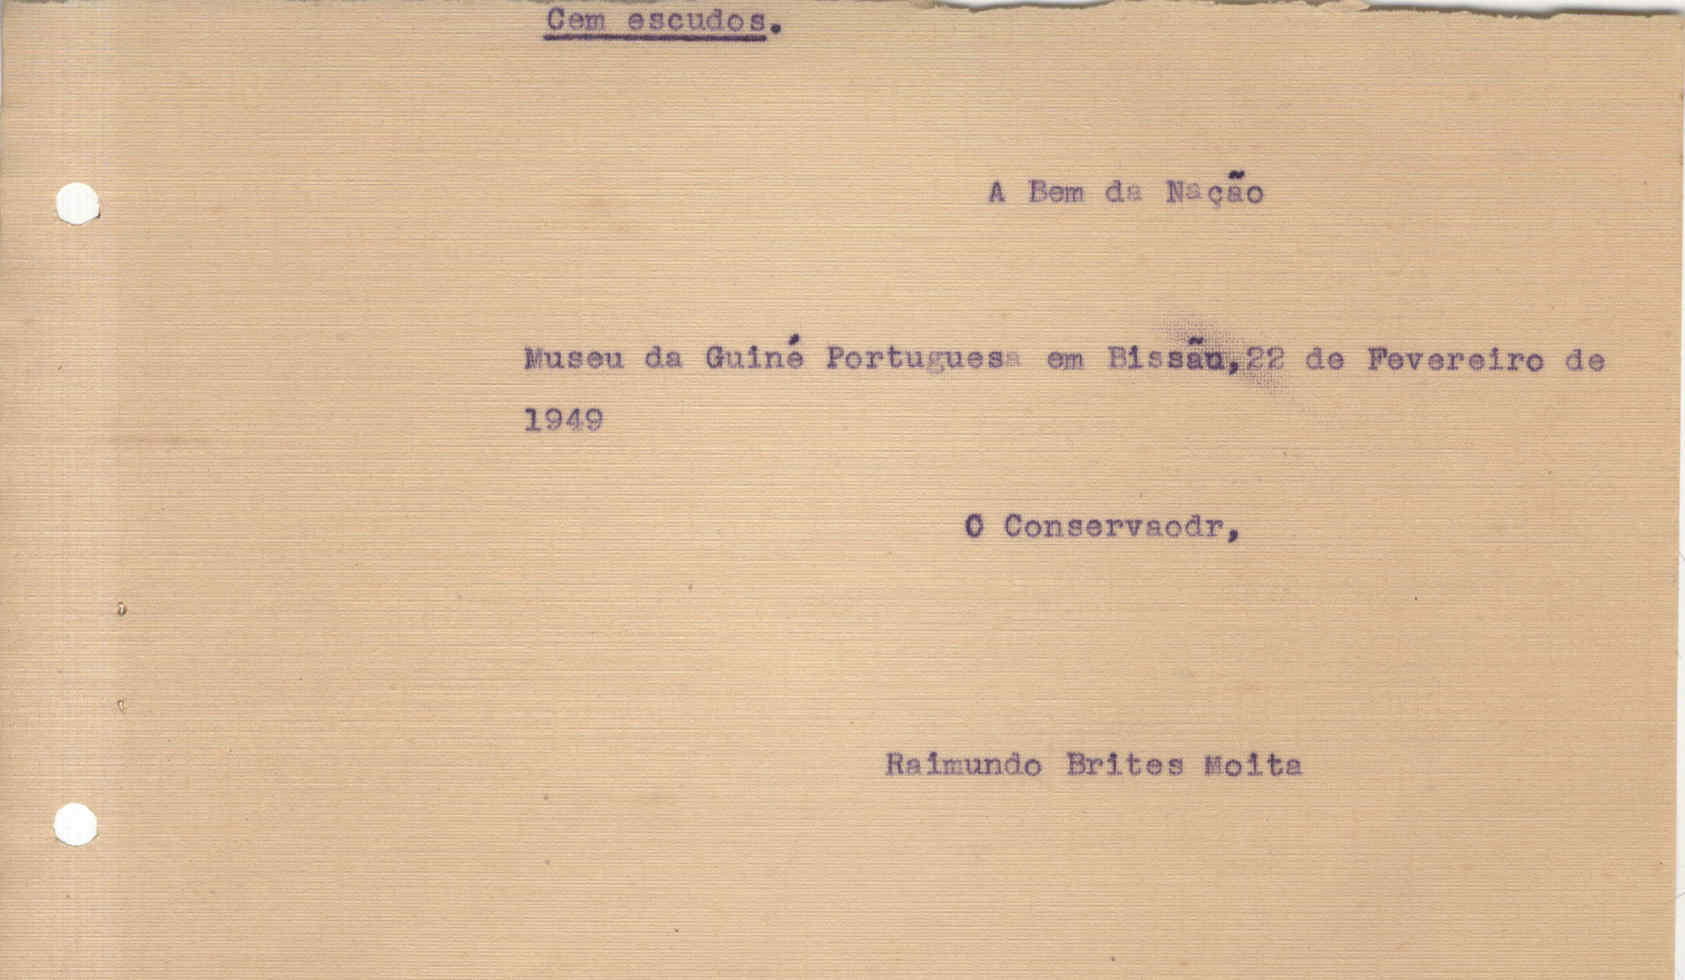 Cem escudos.
A Bem da Nação
Museu da Guiné Portuguesa em Bissãu,22 de Fevereiro de
1949
O Conservaodr,
Raimundo Brites Moita